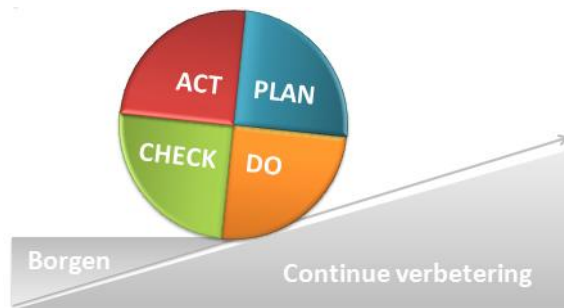 ACT
PLAN
CHECK
DO
Borgen
Continue verbetering